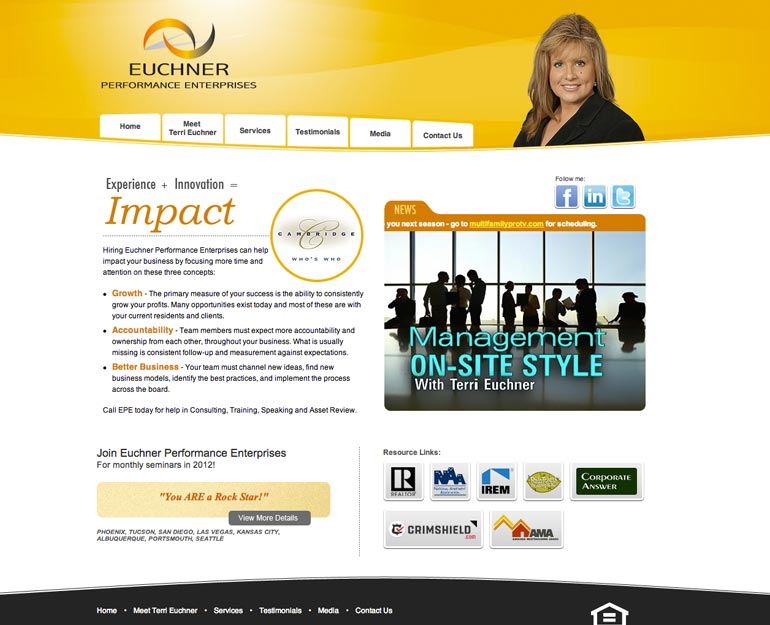 EUCHNER
PERFORMANCE ENTERPRISES
Home
Meet
Terri Euchner
Services
Testimonials
Media
Contact Us
Experience + Innovation =
Impact
CAMBRIDGE
WHO'S WHO
Hiring Euchner Performance Enterprises can help
impact your business by focusing more time and
attention on these three concepts:
• Growth - The primary measure of your success is the ability to consistently
grow your profits. Many opportunities exist today and most of these are with
your current residents and clients.
• Accountability - Team members must expect more accountability and
ownership from each other, throughout your business. What is usually
missing is consistent follow-up and measurement against expectations.
• Better Business - Your team must channel new ideas, find new
business models, identify the best practices, and implement the process
across the board.
Call EPE today for help in Consulting, Training, Speaking and Asset Review.
Follow me:
f in t
NEWS
you next season - go to multifamilyprotv.com for scheduling.
Management
ON-SITE STYLE
With Terri Euchner
Join Euchner Performance Enterprises
For monthly seminars in 2012!
"You ARE a Rock Star!"
View More Details
PHOENIX, TUCSON, SAN DIEGO, LAS VEGAS, KANSAS CITY,
ALBUQUERQUE, PORTSMOUTH, SEATTLE
Resource Links:
R
REALTOR
NAA
National Apartment
Association
IREM
CORPORATE
ANSWER
CRIMSHIELD
.com
AMA
Home • Meet Terri Euchner • Services • Testimonials • Media • Contact Us